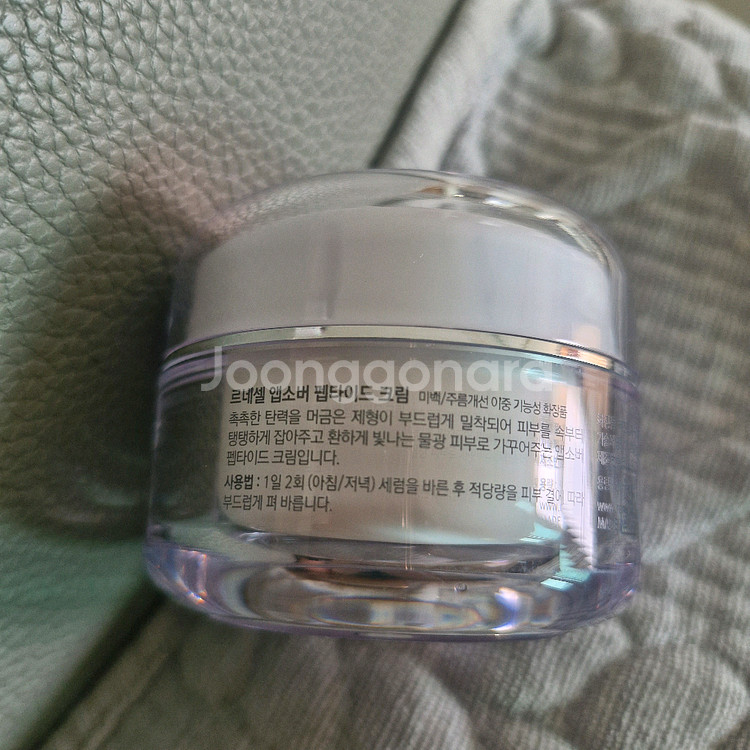 Joonggonara
르네셀 앱소버 펩타이드 크림 미백/주름개선 이중 기능성 화장품
촉촉한 탄력을 머금은 제형이 부드럽게 밀착되어 피부를 속부터
탱탱하게 잡아주고 환하게 빛나는 물광 피부로 가꾸어주는 앱소버
펩타이드 크림입니다.
사용법 : 1일 2회 (아침/저녁) 세럼을 바른 후 적당량을 피부 결에 따라
부드럽게 펴 바릅니다.